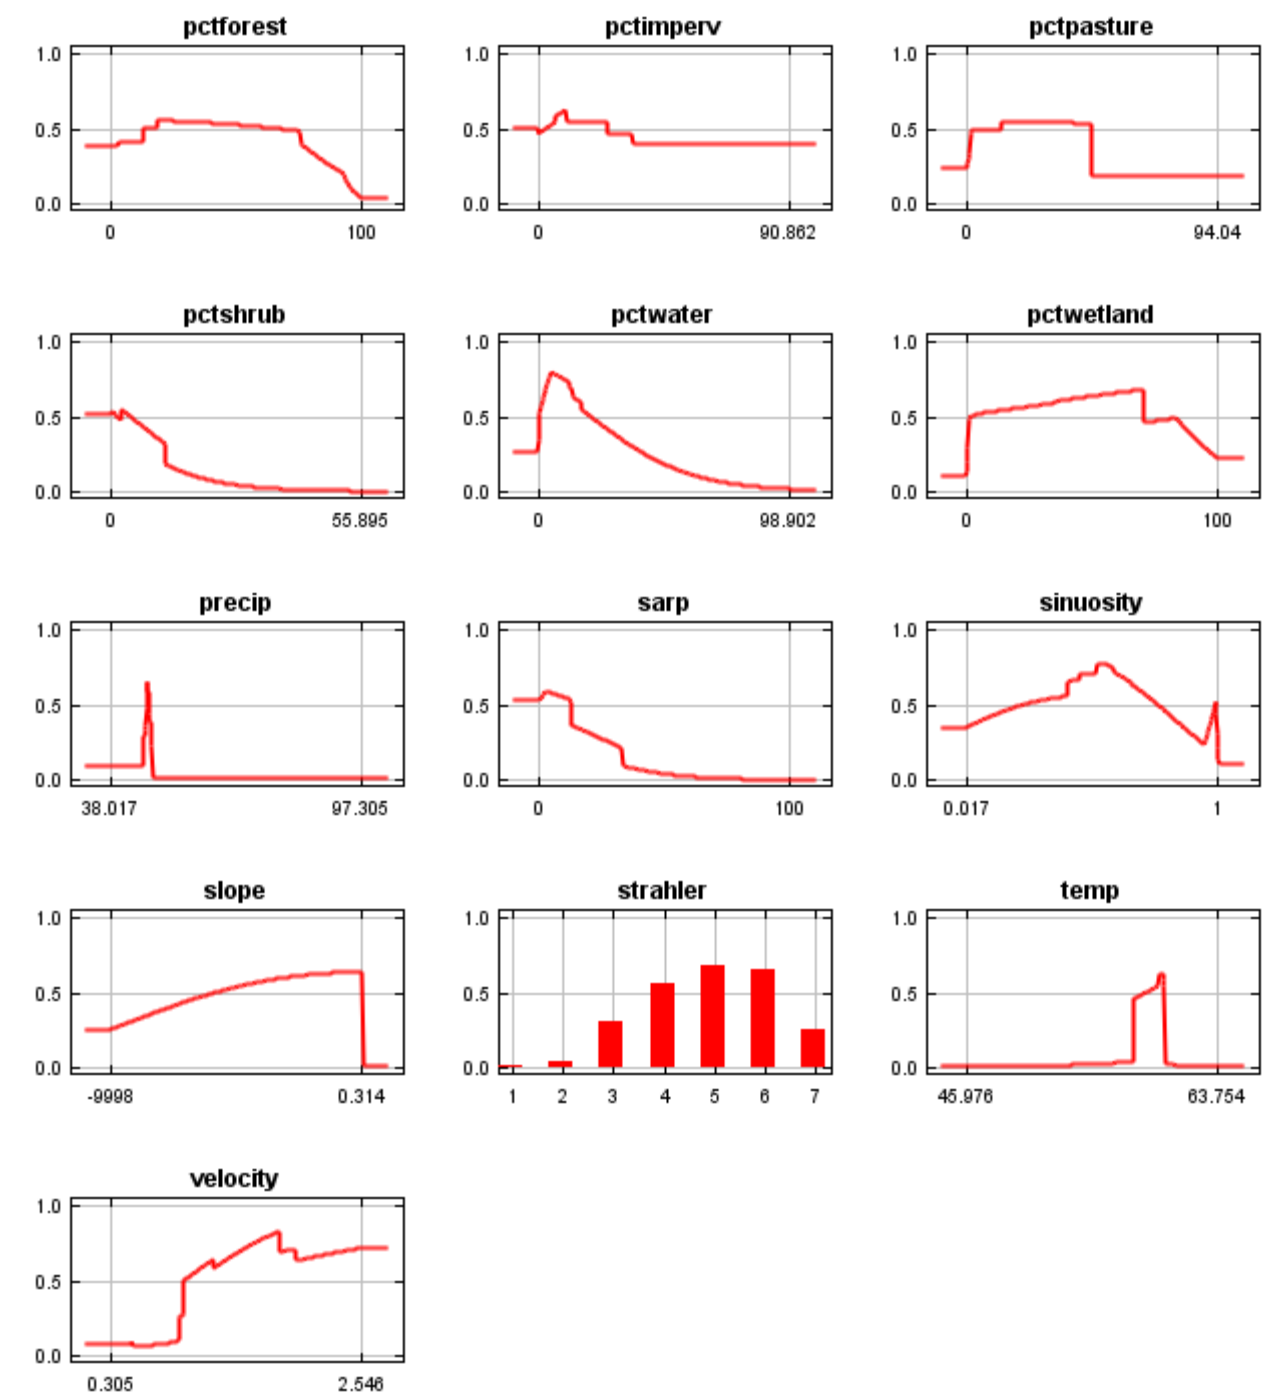 pctforest pctimperv pctpasture
1.0 1.0 1.0
0.5 0.5 0.5
0.0 0.0 0.0
0 100 0 90.862 0 94.04
pctshrub pctwater pctwetland
1.0 1.0 1.0
0.5 0.5 0.5
0.0 0.0 0.0
0 55.895 0 98.902 0 100
precip sarp sinuosity
1.0 1.0 1.0
0.5 0.5 0.5
0.0 0.0 0.0
38.017 97.305 0 100 0.017 1
slope strahler temp
1.0 1.0 1.0
0.5 0.5 0.5
0.0 0.0 0.0
-9998 0.314 1 2 3 4 5 6 7 45.976 63.754
velocity
1.0
0.5
0.0
0.305 2.546